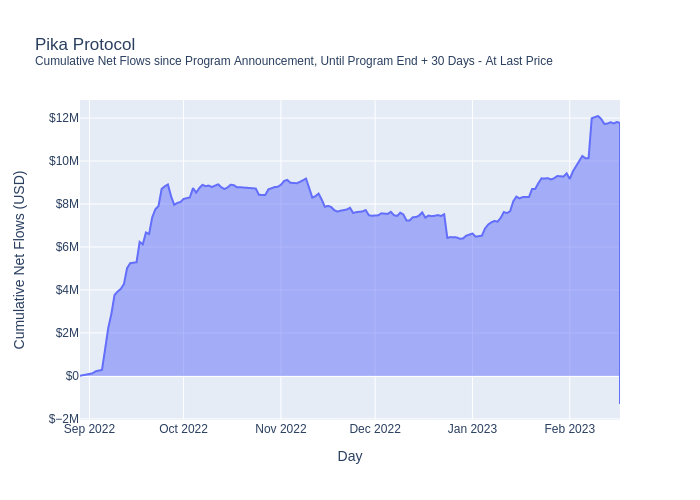 Pika Protocol
Cumulative Net Flows since Program Announcement, Until Program End + 30 Days - At Last Price
Cumulative Net Flows (USD)
$12M
$10M
$8M
$6M
$4M
$2M
$0
$−2M
Sep 2022 Oct 2022 Nov 2022 Dec 2022 Jan 2023 Feb 2023
Day